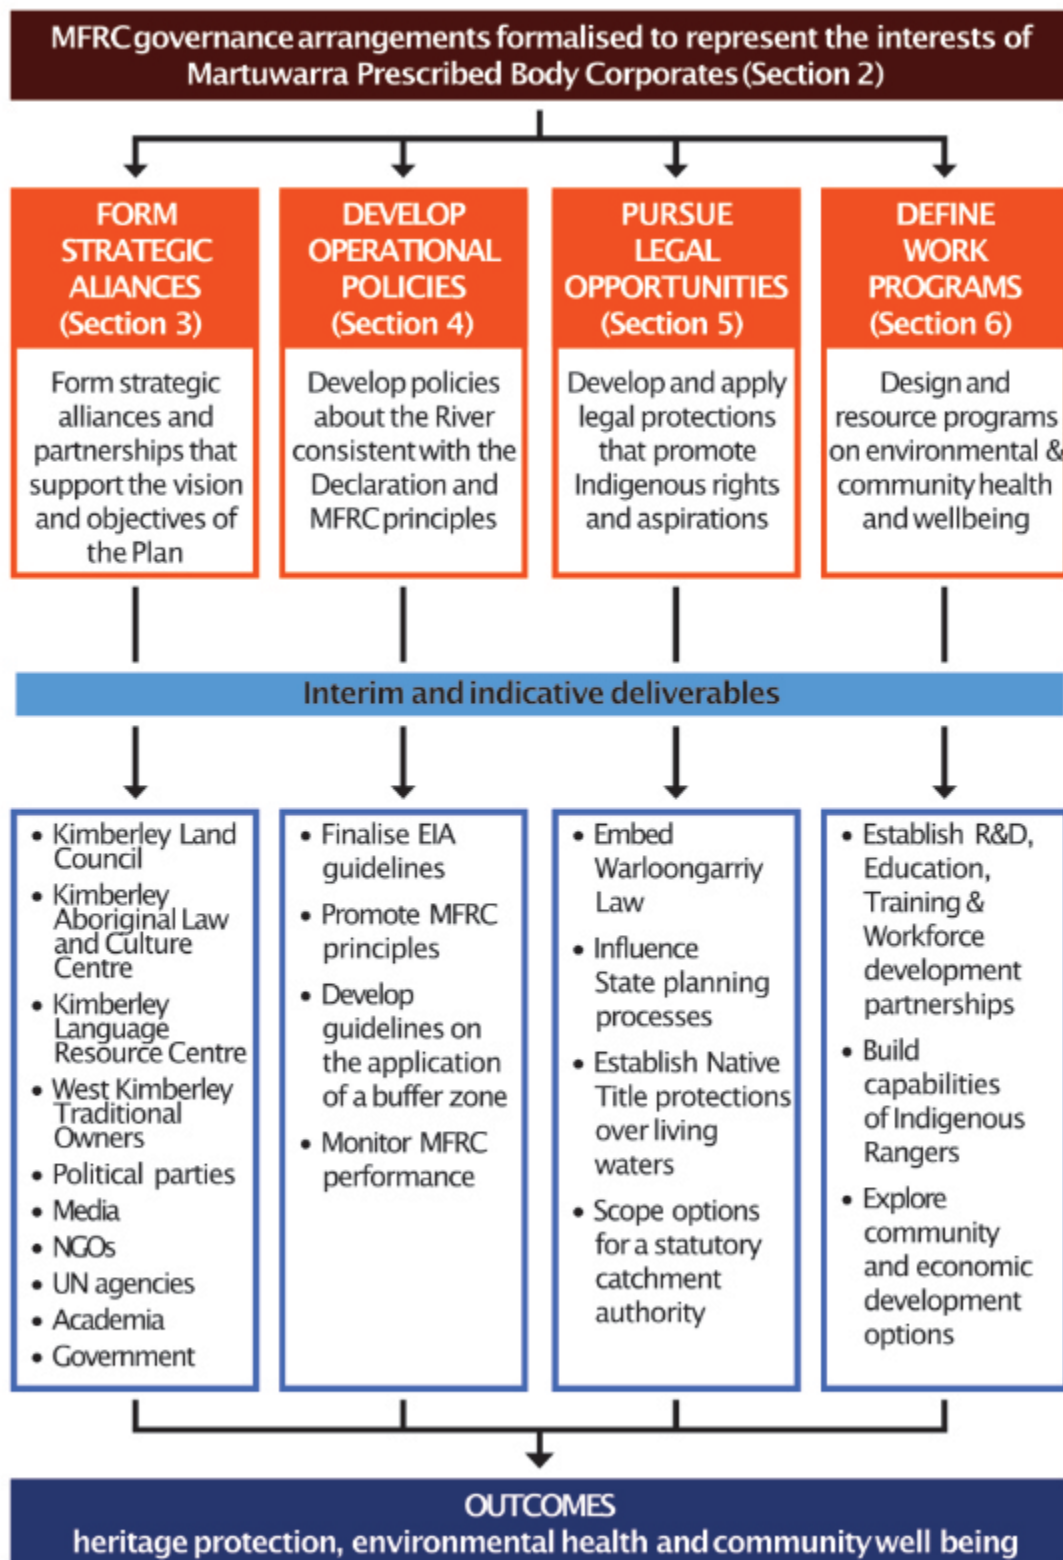 MFRC governance arrangements formalised to represent the interests of
Martuwarra Prescribed Body Corporates (Section 2)
FORM
STRATEGIC
ALIANCES
(Section 3)
Form strategic
alliances and
partnerships that
support the vision
and objectives of
the Plan
DEVELOP
OPERATIONAL
POLICIES
(Section 4)
Develop policies
about the River
consistent with the
Declaration and
MFRC principles
PURSUE
LEGAL
OPPORTUNITIES
(Section 5)
Develop and apply
legal protections
that promote
Indigenous rights
and aspirations
DEFINE
WORK
PROGRAMS
(Section 6)
Design and
resource programs
on environmental &
community health
and wellbeing
Interim and indicative deliverables
• Kimberley Land
Council
• Kimberley
Aboriginal Law
and Culture
Centre
• Kimberley
Language
Resource Centre
• West Kimberley
Traditional
Owners
• Political parties
• Media
• NGOs
• UN agencies
• Academia
• Government
• Finalise EIA
guidelines
• Promote MFRC
principles
• Develop
guidelines on
the application
of a buffer zone
• Monitor MFRC
performance
• Embed
Warloongarriy
Law
• Influence
State planning
processes
• Establish Native
Title protections
over living
waters
• Scope options
for a statutory
catchment
authority
• Establish R&D,
Education,
Training &
Workforce
development
partnerships
• Build
capabilities
of Indigenous
Rangers
• Explore
community
and economic
development
options
OUTCOMES
heritage protection, environmental health and community well being